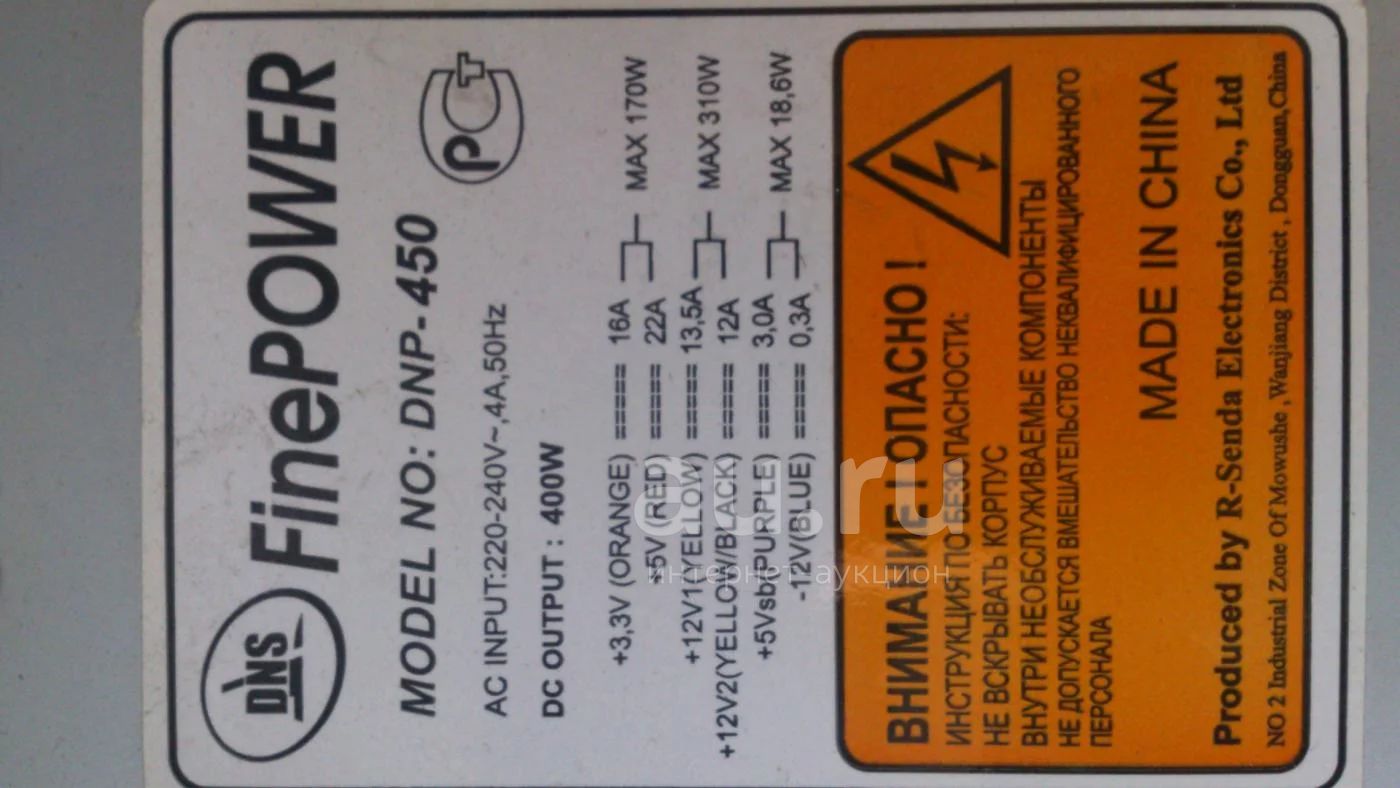 DNS
FinePOWER
MODEL NO: DNP-450
РСТ
AC INPUT:220-240V~,4A,50Hz
DC OUTPUT : 400W
+3,3V (ORANGE) ===== 16A MAX 170W
+5V (RED) ===== 22A
+12V1 (YELLOW) ===== 13,5A MAX 310W
+12V2(YELLOW/BLACK) ===== 12A
+5Vsb(PURPLE) ===== 3,0A MAX 18,6W
-12V(BLUE) ===== 0,3A
ВНИМАНИЕ ! ОПАСНО !
ИНСТРУКЦИЯ ПО БЕЗОПАСНОСТИ:
НЕ ВСКРЫВАТЬ КОРПУС
ВНУТРИ НЕОБСЛУЖИВАЕМЫЕ КОМПОНЕНТЫ
НЕ ДОПУСКАЕТСЯ ВМЕШАТЕЛЬСТВО НЕКВАЛИФИЦИРОВАННОГО
ПЕРСОНАЛА
MADE IN CHINA
Produced by R-Senda Electronics Co., Ltd
NO 2 Industrial Zone Of Mowushe , Wanjiang District , Dongguan,China
au.ru
интернет аукцион